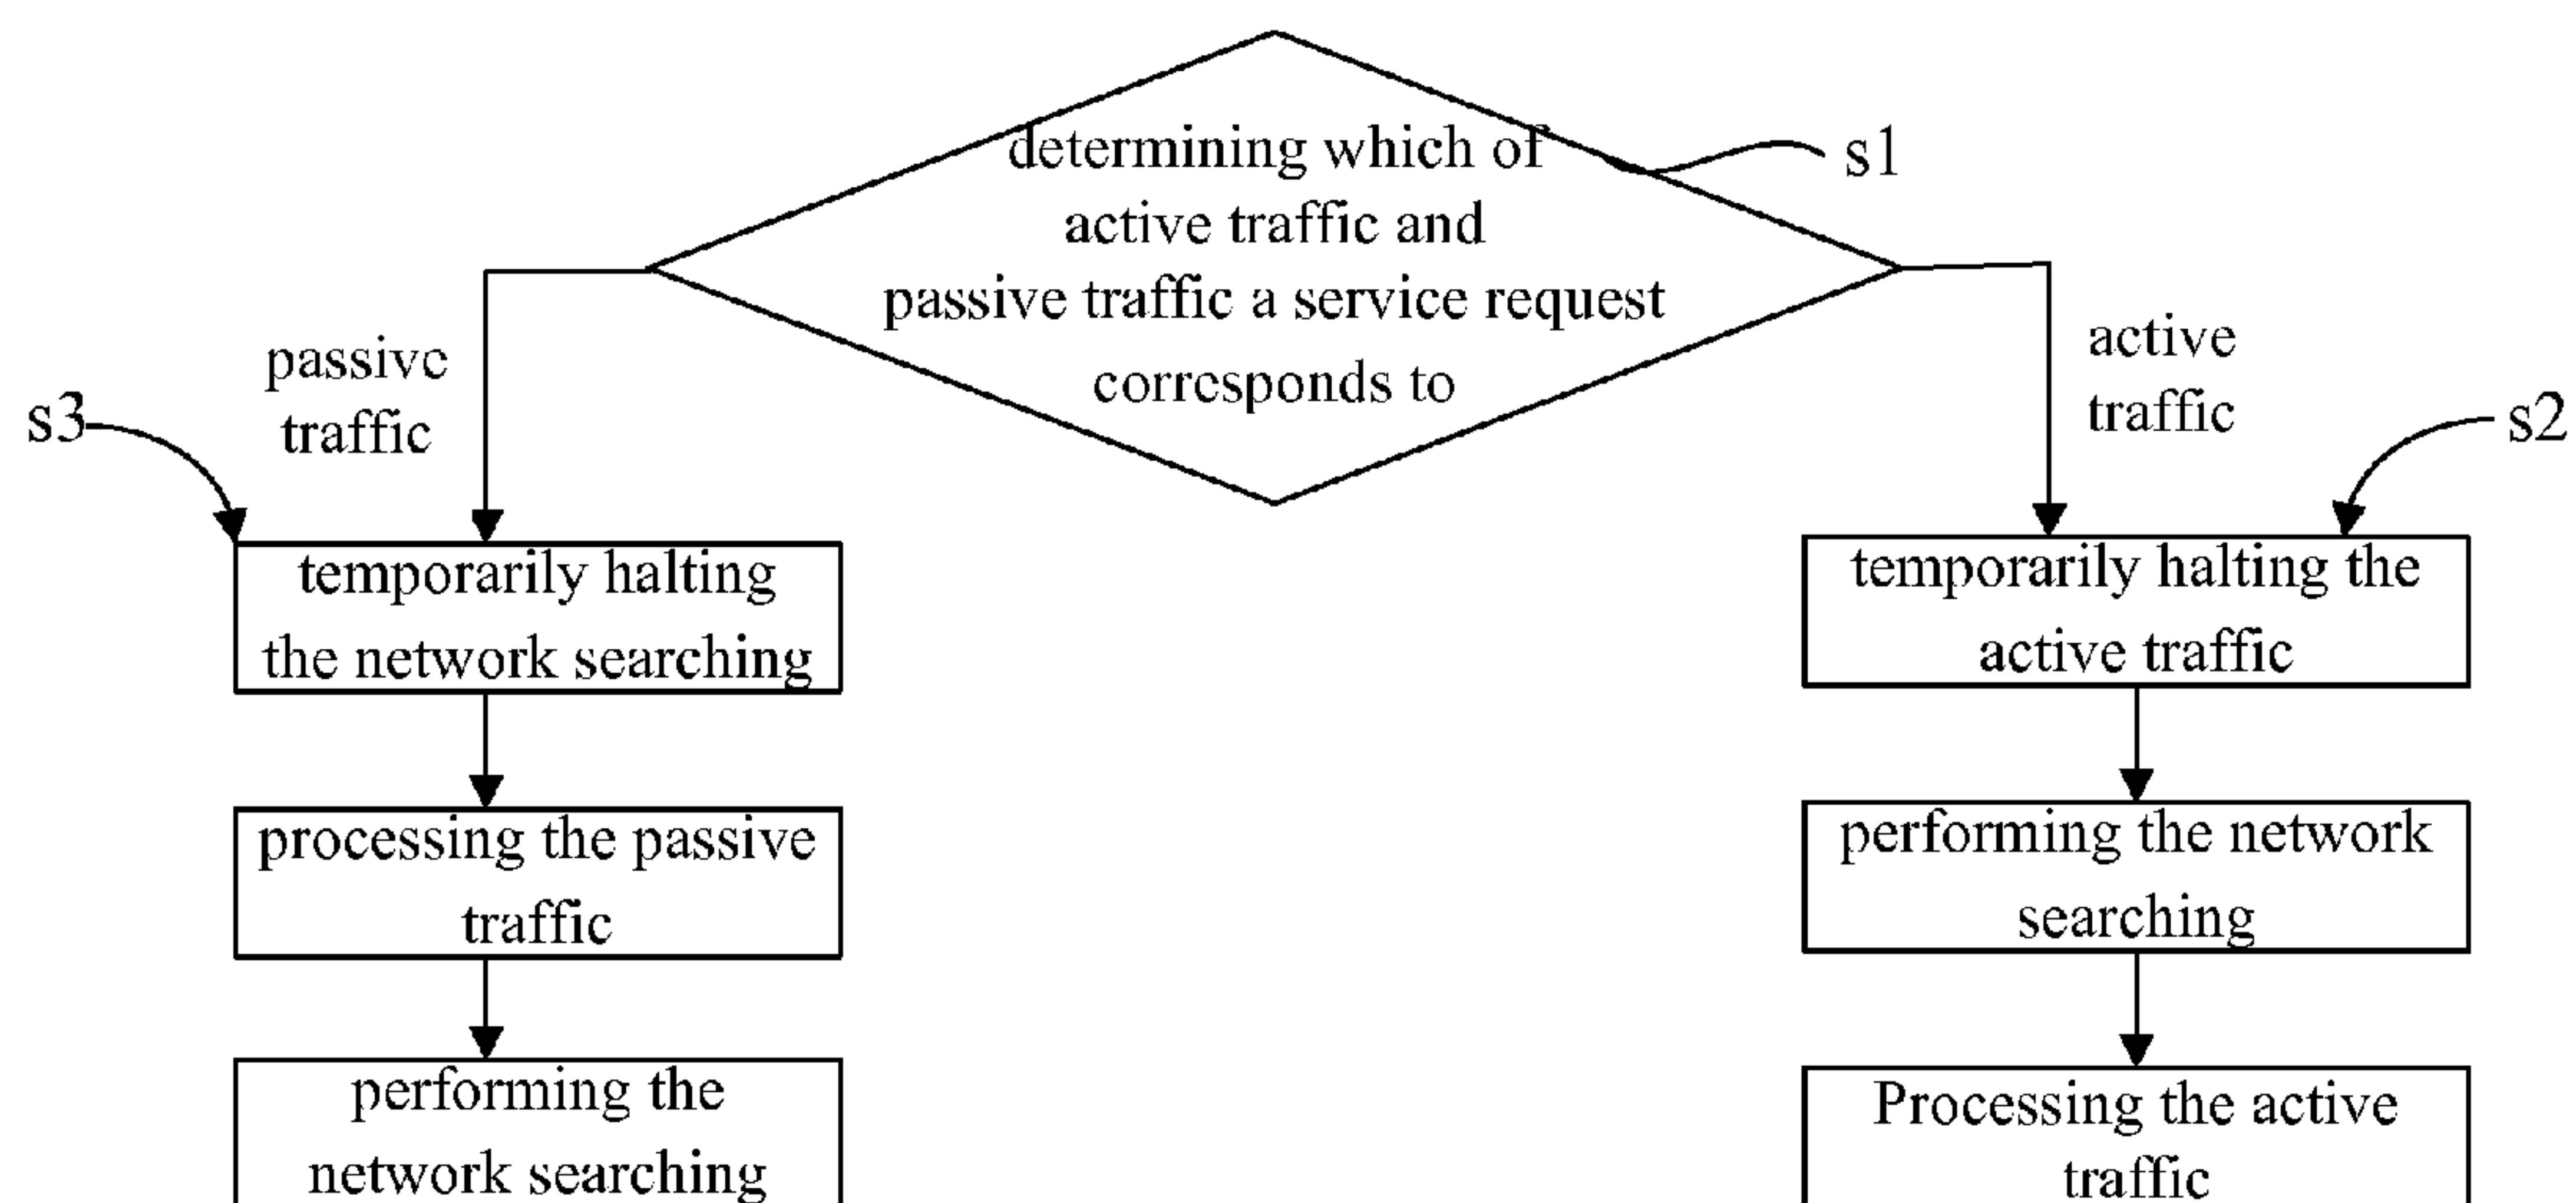 determining which of
active traffic and
passive traffic a service request
corresponds to
s1
passive
traffic
active
traffic
s3
s2
temporarily halting
the network searching
temporarily halting the
active traffic
processing the passive
traffic
performing the network
searching
performing the
network searching
Processing the active
traffic